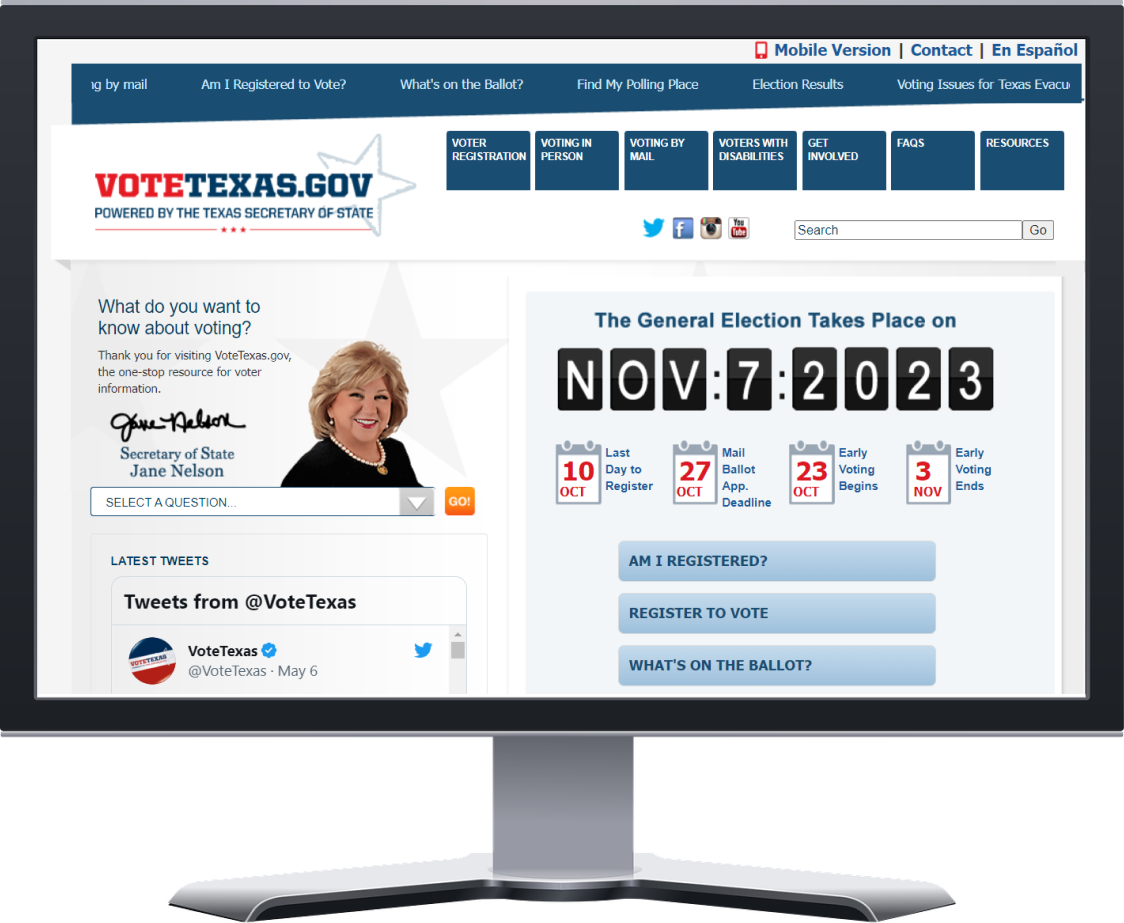 Mobile Version | Contact | En Español
ng by mail Am I Registered to Vote? What's on the Ballot? Find My Polling Place Election Results Voting Issues for Texas Evacu
VOTER REGISTRATION
VOTING IN PERSON
VOTING BY MAIL
VOTERS WITH DISABILITIES
GET INVOLVED
FAQS
RESOURCES
VOTETEXAS.GOV
POWERED BY THE TEXAS SECRETARY OF STATE
You
Tube
Search Go
What do you want to
know about voting?
Thank you for visiting VoteTexas.gov,
the one-stop resource for voter
information.
Jane Nelson
Secretary of State
Jane Nelson
SELECT A QUESTION... GO!
LATEST TWEETS
Tweets from @VoteTexas
VOTETEXAS
VoteTexas
@VoteTexas · May 6
The General Election Takes Place on
NOV:7:2023
10
OCT
Last
Day to
Register
27
OCT
Mail
Ballot
App.
Deadline
23
OCT
Early
Voting
Begins
3
NOV
Early
Voting
Ends
AM I REGISTERED?
REGISTER TO VOTE
WHAT'S ON THE BALLOT?